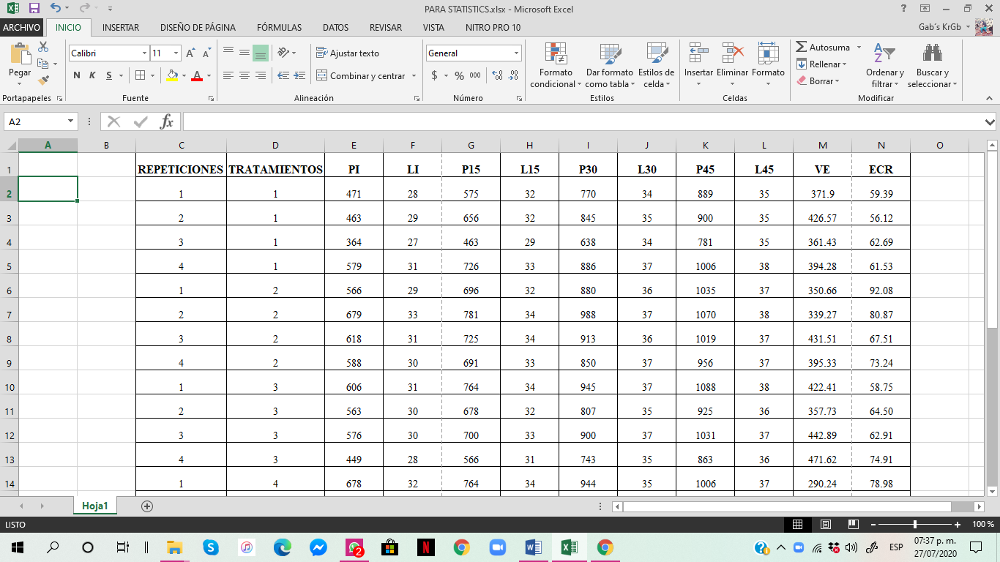 PARA STATISTICS.xlsx - Microsoft Excel
ARCHIVO INICIO INSERTAR DISEÑO DE PÁGINA FÓRMULAS DATOS REVISAR VISTA NITRO PRO 10 Gab´s KrGb
Pegar
Portapapeles
Calibri 11
N K S
Fuente
Ajustar texto
Combinar y centrar
Alineación
General
$ % 000
Número
Formato condicional
Dar formato como tabla
Estilos de celda
Estilos
Insertar Eliminar Formato
Celdas
Autosuma
Rellenar
Borrar
Ordenar y filtrar
Buscar y seleccionar
Modificar
A2 fx
A B C D E F G H I J K L M N O
1 REPETICIONES TRATAMIENTOS PI LI P15 L15 P30 L30 P45 L45 VE ECR
2 1 1 471 28 575 32 770 34 889 35 371.9 59.39
3 2 1 463 29 656 32 845 35 900 35 426.57 56.12
4 3 1 364 27 463 29 638 34 781 35 361.43 62.69
5 4 1 579 31 726 33 886 37 1006 38 394.28 61.53
6 1 2 566 29 696 32 880 36 1035 37 350.66 92.08
7 2 2 679 33 781 34 988 37 1070 38 339.27 80.87
8 3 2 618 31 725 34 913 36 1019 37 431.51 67.51
9 4 2 588 30 691 33 850 37 956 37 395.33 73.24
10 1 3 606 31 764 34 945 37 1088 38 422.41 58.75
11 2 3 563 30 678 32 807 35 925 36 357.73 64.50
12 3 3 576 30 700 33 900 37 1031 37 442.89 62.91
13 4 3 449 28 566 31 743 35 863 36 471.62 74.91
14 1 4 678 32 764 34 944 35 1006 37 290.24 78.98
Hoja1
LISTO 100 %
2 ESP 07:37 p. m.
27/07/2020